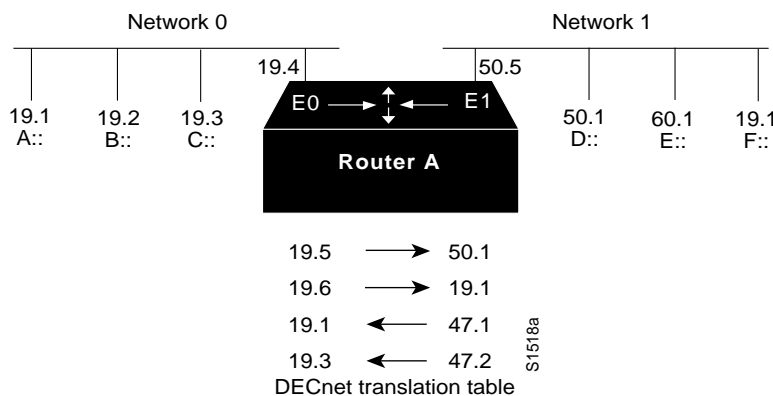 Network 0 Network 1
19.4 50.5
E0 E1
19.1 19.2 19.3 50.1 60.1 19.1
A:: B:: C:: D:: E:: F::
Router A
19.5 50.1
19.6 19.1
19.1 47.1
19.3 47.2
S1518a
DECnet translation table